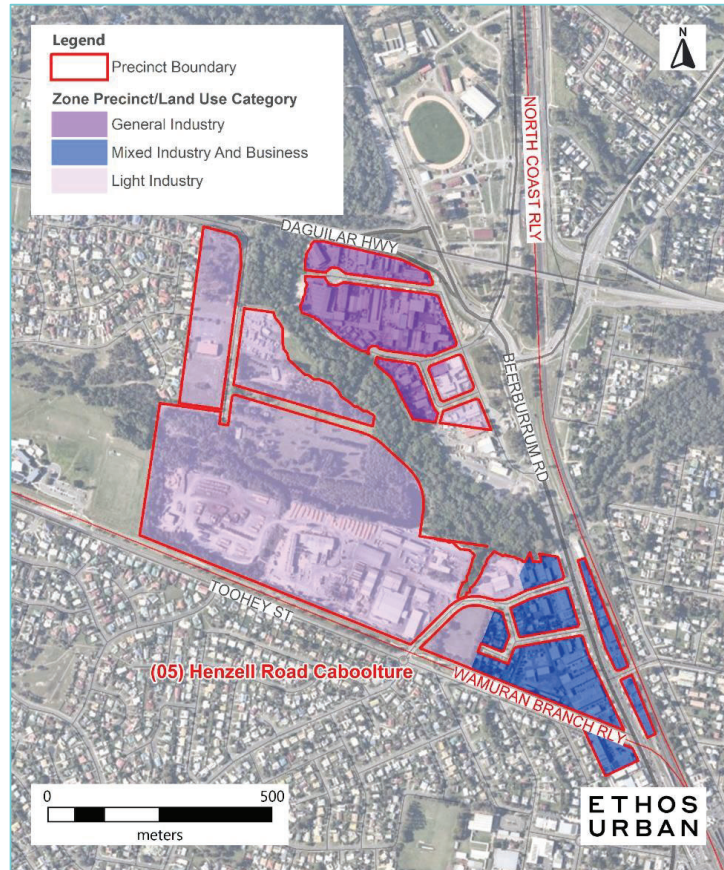 Legend
Precinct Boundary
Zone Precinct/Land Use Category
General Industry
Mixed Industry And Business
Light Industry
N
NORTH COAST RLY
DAGUILAR HWY
BEERBURRUM RD
TOOHEY ST
(05) Henzell Road Caboolture
WAMURAN BRANCH RLY
0 500
meters
ETHOS
URBAN